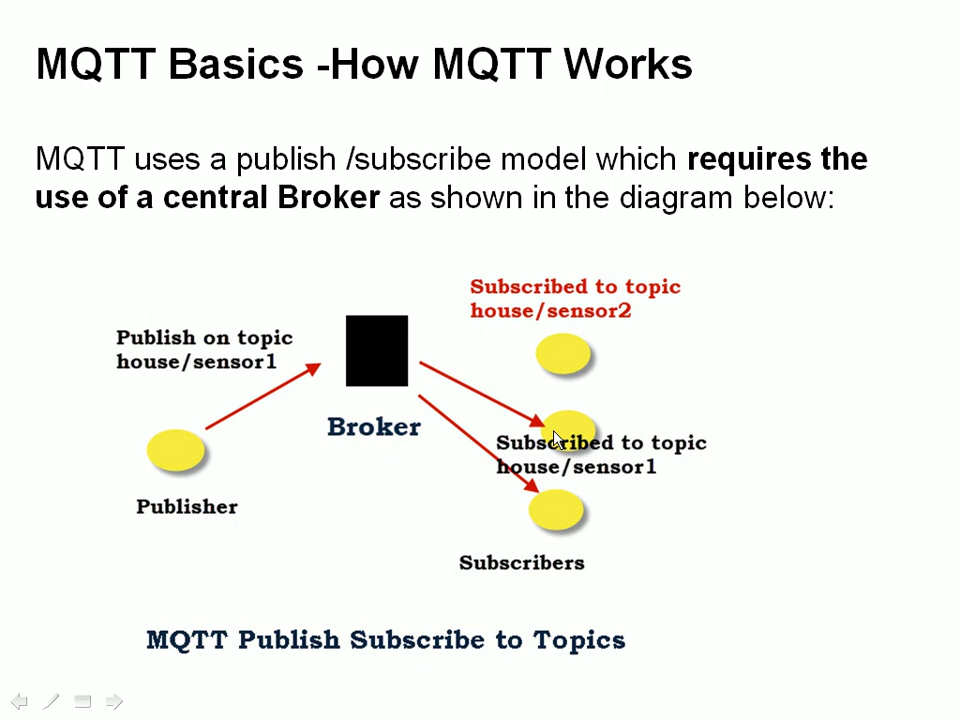 MQTT Basics -How MQTT Works
MQTT uses a publish /subscribe model which requires the
use of a central Broker as shown in the diagram below:
Subscribed to topic
house/sensor2
Publish on topic
house/sensor1
Broker
Subscribed to topic
house/sensor1
Publisher
Subscribers
MQTT Publish Subscribe to Topics